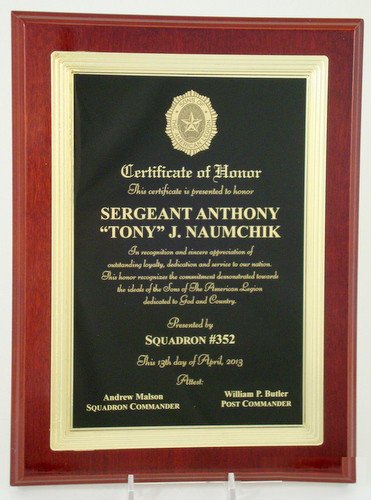 Certificate of Honor
This certificate is presented to honor
SERGEANT ANTHONY
“TONY” J. NAUMCHIK
In recognition and sincere appreciation of
outstanding loyalty, dedication and service to our nation.
This honor recognizes the commitment demonstrated towards
the ideals of the Sons of The American Legion
dedicated to God and Country.
Presented by
SQUADRON #352
This 13th day of April, 2013
Attest:
Andrew Malson William P. Butler
SQUADRON COMMANDER POST COMMANDER